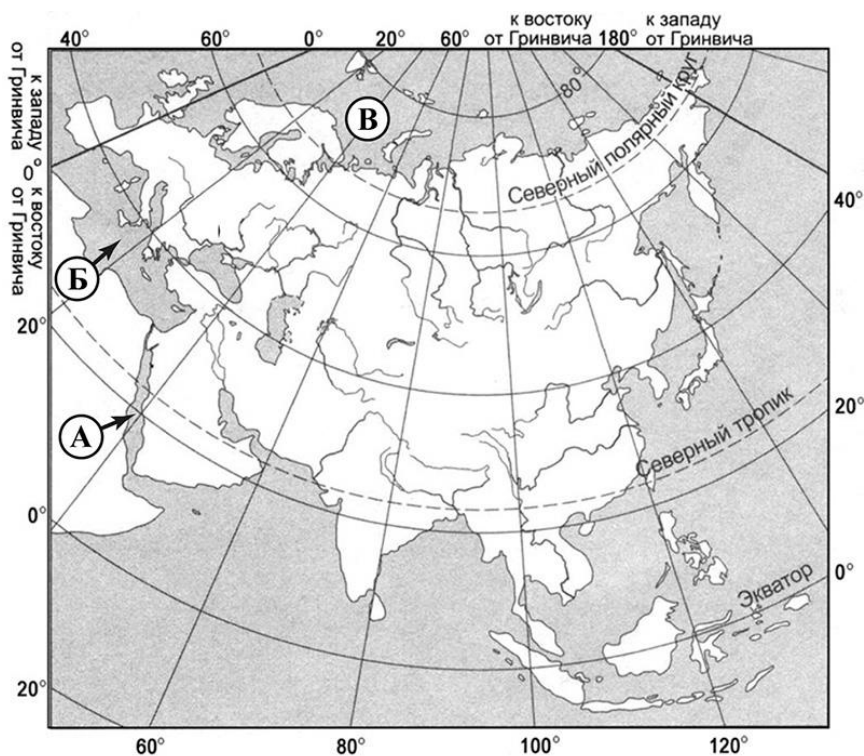 к востоку
от Гринвича
к западу
от Гринвича
40°
60°
0°
20°
60°
180°
к западу
от Гринвича
0°
к востоку
от Гринвича
В
80°
Северный полярный круг
Б
40°
20°
20°
А
Северный тропик
0°
0°
Экватор
20°
60°
80°
100°
120°